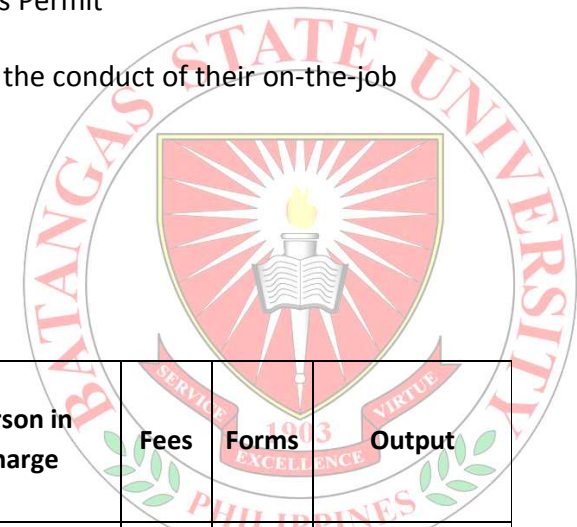 s Permit
the conduct of their on-the-job
BATANGAS STATE UNIVERSITY
SERVICE
VIRTUE
1903
EXCELLENCE
PHILIPPINES
rson in
harge
Fees
Forms
Output